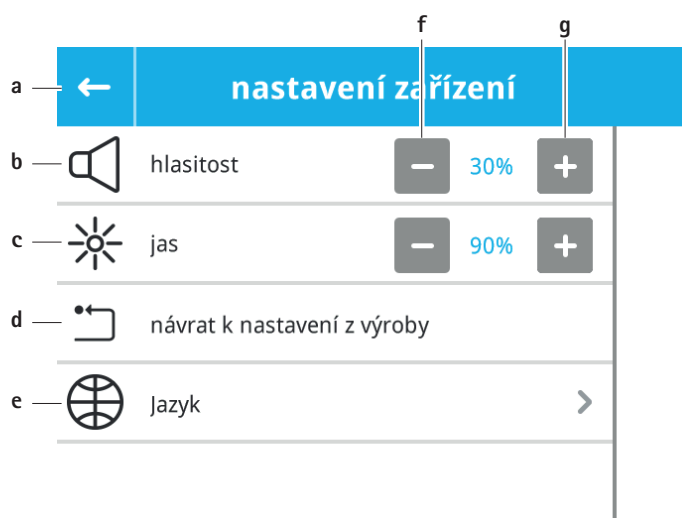 f g
a nastavení zařízení
b hlasitost 30%
c jas 90%
d návrat k nastavení z výroby
e Jazyk